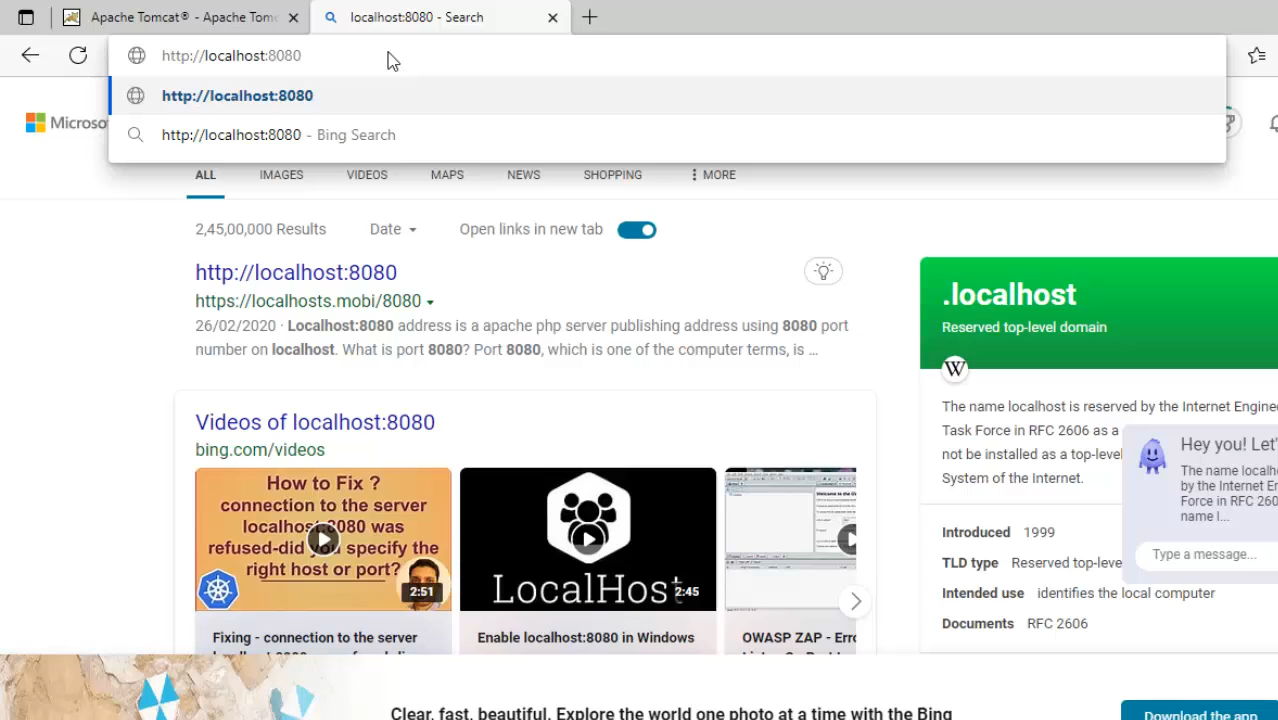 Apache Tomcat® - Apache Tomc
localhost:8080 - Search
http://localhost:8080
http://localhost:8080
http://localhost:8080 - Bing Search
Microso
ALL
IMAGES
VIDEOS
MAPS
NEWS
SHOPPING
MORE
2,45,00,000 Results
Date
Open links in new tab
http://localhost:8080
https://localhosts.mobi/8080
26/02/2020 · Localhost:8080 address is a apache php server publishing address using 8080 port
number on localhost. What is port 8080? Port 8080, which is one of the computer terms, is ...
Videos of localhost:8080
bing.com/videos
How to Fix ?
connection to the server
localhost:8080 was
refused-did you specify the
right host or port?
2:51
Fixing - connection to the server
LOCALHOST
2:45
Enable localhost:8080 in Windows
OWASP ZAP - Erro
.localhost
Reserved top-level domain
W
The name localhost is reserved by the Internet Engine
Task Force in RFC 2606 as a
not be installed as a top-leve
System of the Internet.
Introduced 1999
TLD type Reserved top-leve
Intended use identifies the local computer
Documents RFC 2606
Hey you! Let'
The name localh
by the Internet En
Force in RFC 260
name l...
Type a message...
Clear, fast, beautiful. Explore the world one photo at a time with the Bing
Download the app